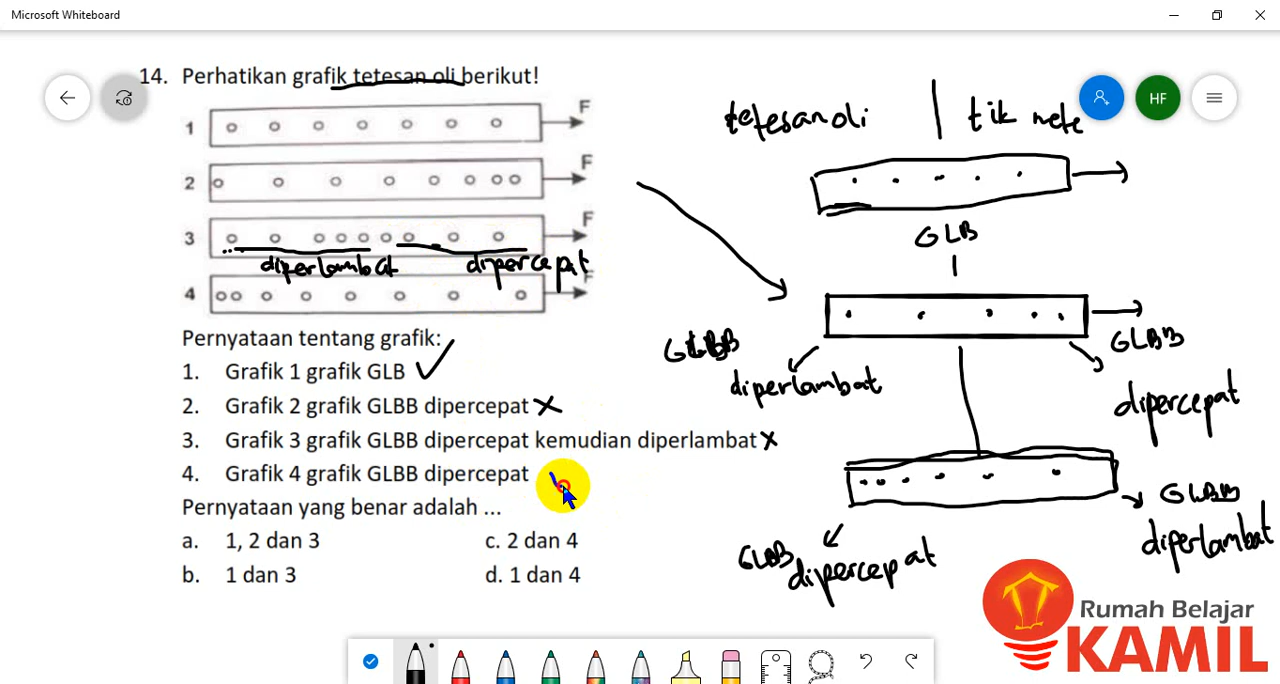 Microsoft Whiteboard
14. Perhatikan grafik tetesan oli berikut!
1 F
2 F
3 F
diperlambat dipercepat
4 F
Pernyataan tentang grafik:
1. Grafik 1 grafik GLB
2. Grafik 2 grafik GLBB dipercepat
3. Grafik 3 grafik GLBB dipercepat kemudian diperlambat
4. Grafik 4 grafik GLBB dipercepat
Pernyataan yang benar adalah ...
a. 1, 2 dan 3 c. 2 dan 4
b. 1 dan 3 d. 1 dan 4
HF
tetesan oli | tik
GLB
GLBB
diperlambat
GLBB
dipercepat
GLBB
dipercepat
GLBB
diperlambat
Rumah Belajar
KAMIL